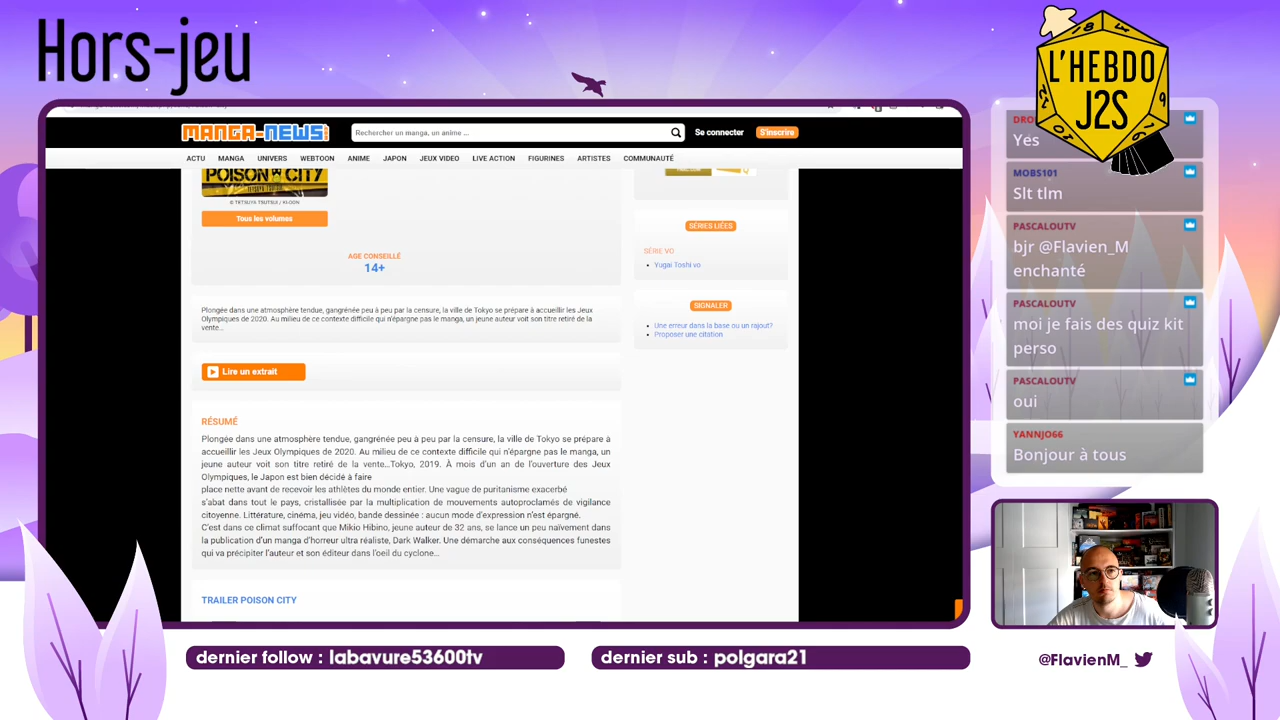 Hors-jeu
L'HEBDO
J2S
MANGA-NEWS
Rechercher un manga, un anime ...
Se connecter
S'inscrire
ACTU MANGA UNIVERS WEBTOON ANIME JAPON JEUX VIDEO LIVE ACTION FIGURINES ARTISTES COMMUNAUTÉ
POISON CITY
© TETSUYA TSUTSUI / KI-OON
Tous les volumes
AGE CONSEILLÉ
14+
Plongée dans une atmosphère tendue, gangrénée peu à peu par la censure, la ville de Tokyo se prépare à accueillir les Jeux
Olympiques de 2020. Au milieu de ce contexte difficile qui n'épargne pas le manga, un jeune auteur voit son titre retiré de la
vente...
Lire un extrait
RÉSUMÉ
Plongée dans une atmosphère tendue, gangrénée peu à peu par la censure, la ville de Tokyo se prépare à
accueillir les Jeux Olympiques de 2020. Au milieu de ce contexte difficile qui n'épargne pas le manga, un
jeune auteur voit son titre retiré de la vente...Tokyo, 2019. À mois d'un an de l'ouverture des Jeux
Olympiques, le Japon est bien décidé à faire
place nette avant de recevoir les athlètes du monde entier. Une vague de puritanisme exacerbé
s'abat dans tout le pays, cristallisée par la multiplication de mouvements autoproclamés de vigilance
citoyenne. Littérature, cinéma, jeu vidéo, bande dessinée : aucun mode d'expression n'est épargné.
C'est dans ce climat suffocant que Mikio Hibino, jeune auteur de 32 ans, se lance un peu naïvement dans
la publication d'un manga d'horreur ultra réaliste, Dark Walker. Une démarche aux conséquences funestes
qui va précipiter l'auteur et son éditeur dans l'oeil du cyclone...
TRAILER POISON CITY
SÉRIES LIÉES
SÉRIE VO
Yugai Toshi vo
SIGNALER
Une erreur dans la base ou un rajout?
Proposer une citation
Yes
MOBS101
Slt tlm
PASCALOUTV
bjr @Flavien_M
enchanté
PASCALOUTV
moi je fais des quiz kit
perso
PASCALOUTV
oui
YANNJO66
Bonjour à tous
dernier follow : labavure53600tv
dernier sub : polgara21
@FlavienM_